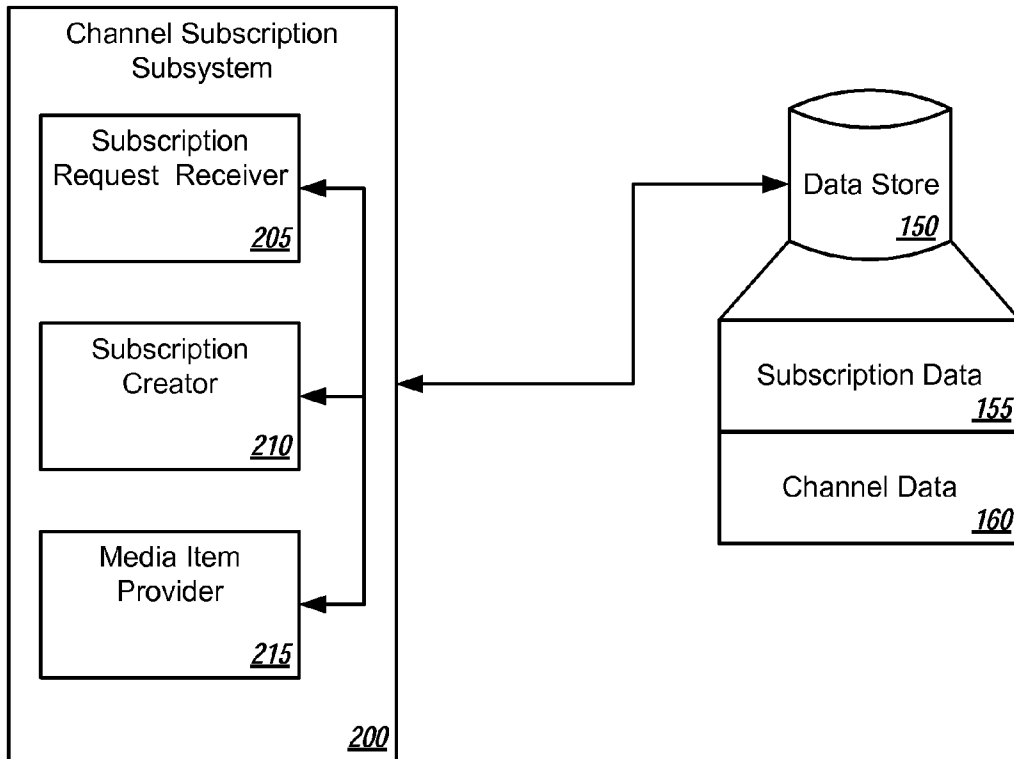 Channel Subscription
Subsystem
Subscription
Request Receiver
205
Subscription
Creator
210
Media Item
Provider
215
200
Data Store
150
Subscription Data
155
Channel Data
160